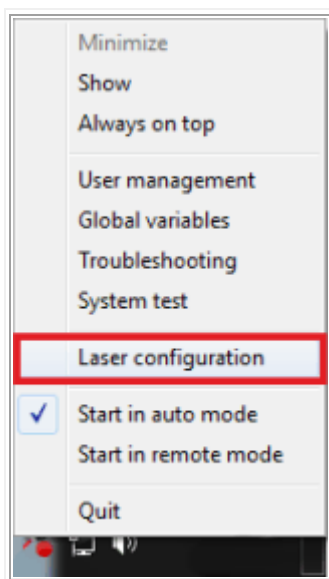 Minimize
Show
Always on top
User management
Global variables
Troubleshooting
System test
Laser configuration
Start in auto mode
Start in remote mode
Quit